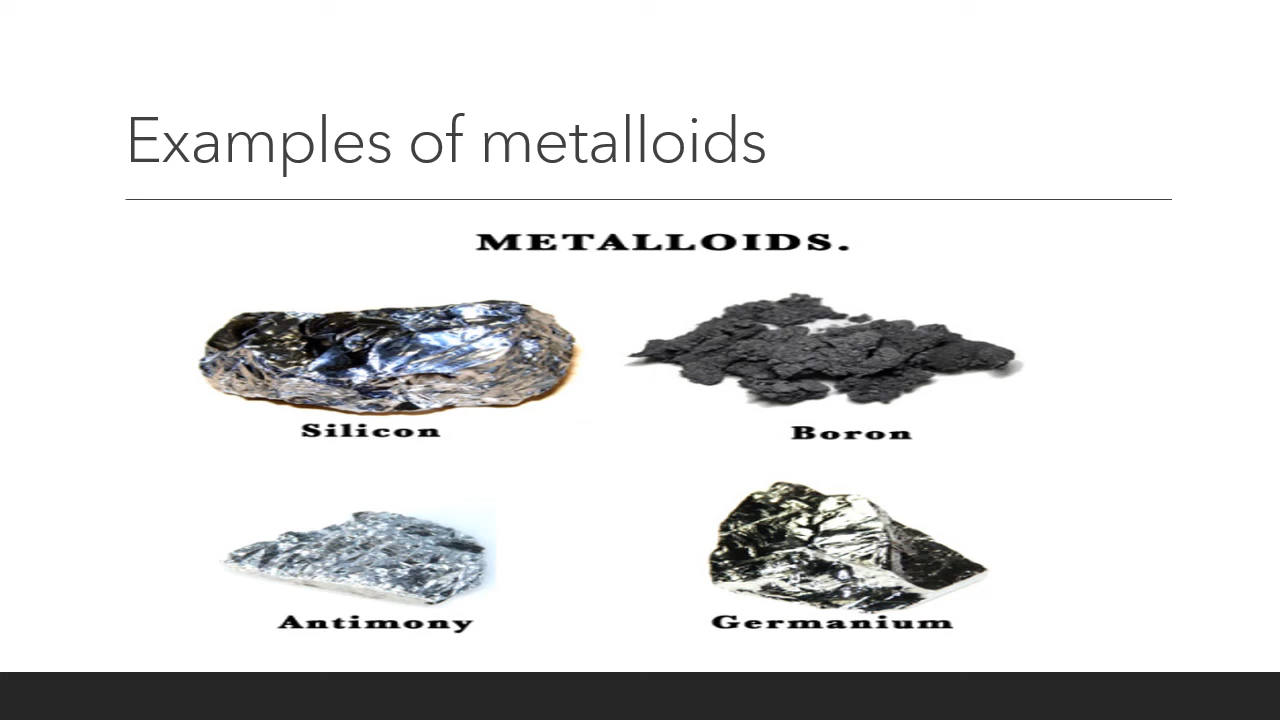 Examples of metalloids
METALLOIDS.
Silicon
Boron
Antimony
Germanium